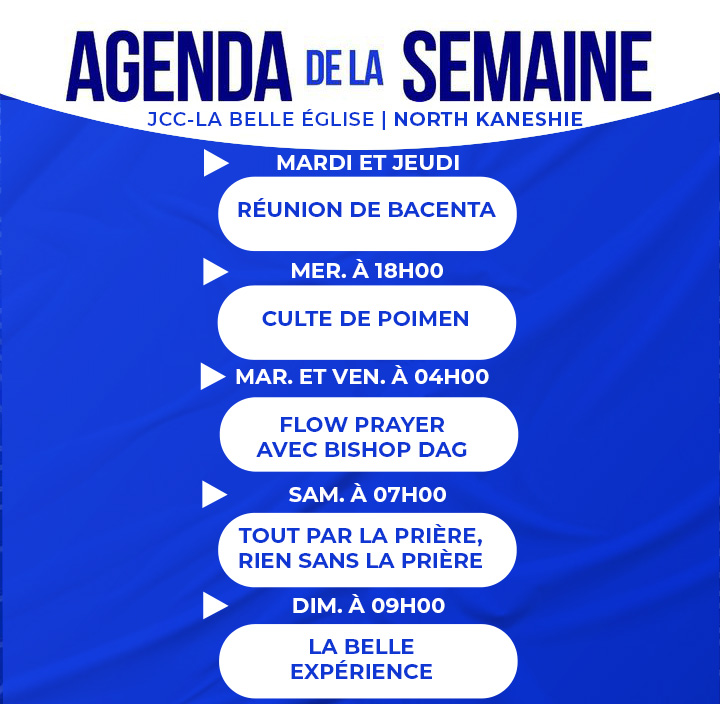 AGENDA DE LA SEMAINE
JCC-LA BELLE ÉGLISE | NORTH KANESHIE
MARDI ET JEUDI
RÉUNION DE BACENTA
MER. À 18H00
CULTE DE POIMEN
MAR. ET VEN. À 04H00
FLOW PRAYER
AVEC BISHOP DAG
SAM. À 07H00
TOUT PAR LA PRIÈRE,
RIEN SANS LA PRIÈRE
DIM. À 09H00
LA BELLE
EXPÉRIENCE